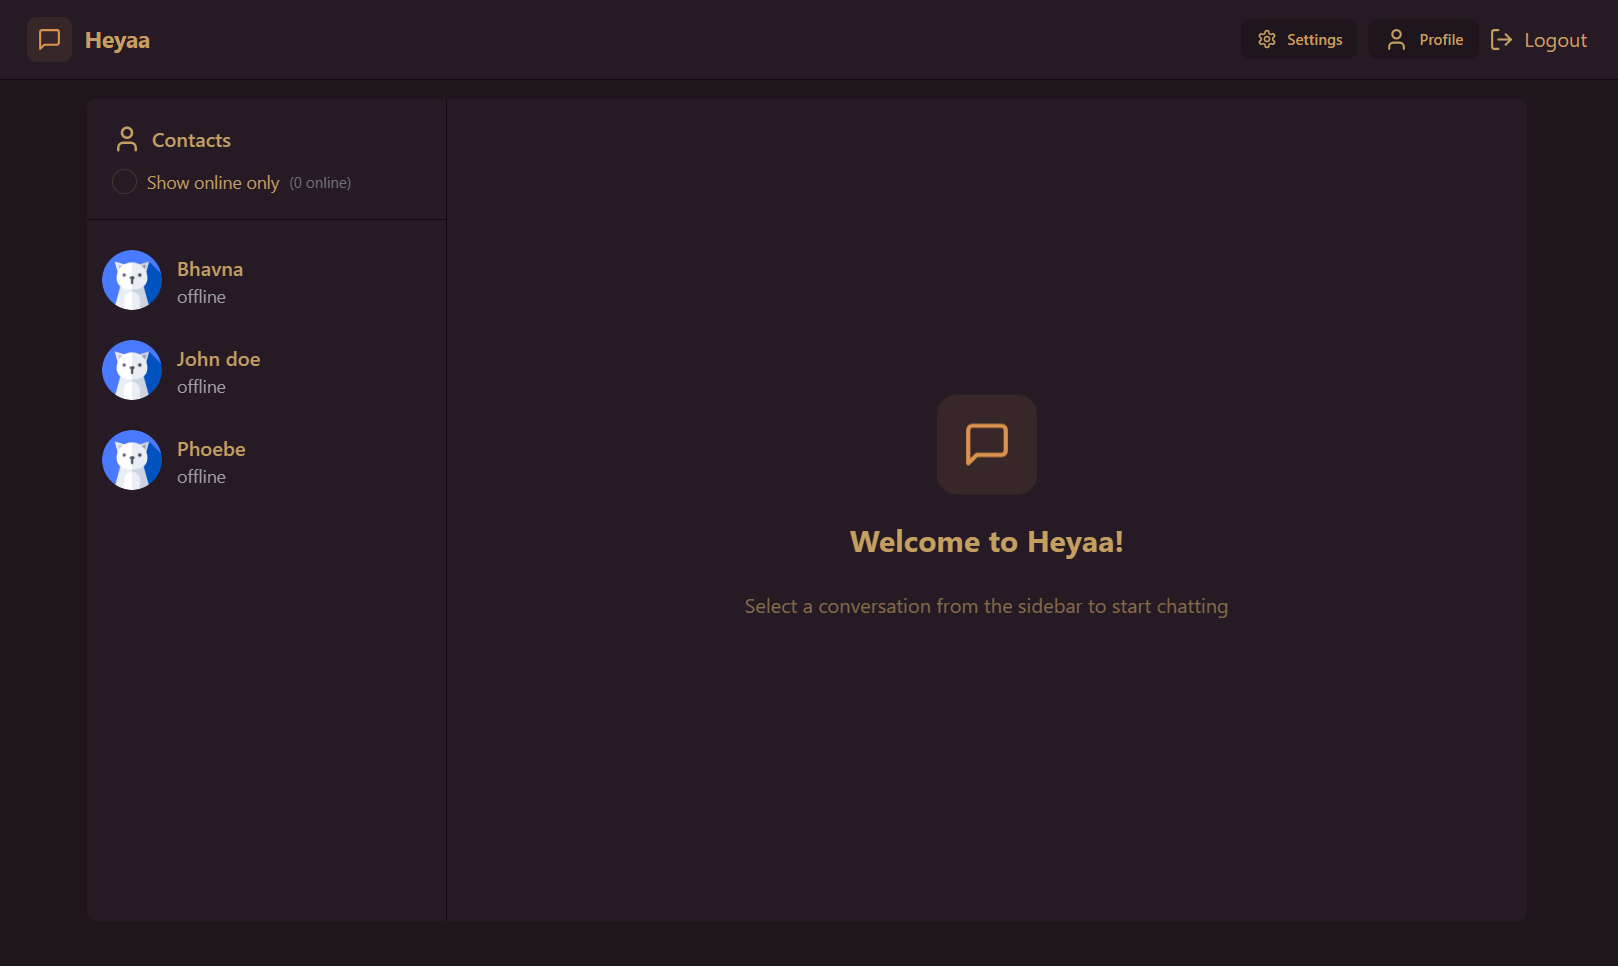 Heyaa
Settings
Profile
Logout
Contacts
Show online only (0 online)
Bhavna
offline
John doe
offline
Phoebe
offline
Welcome to Heyaa!
Select a conversation from the sidebar to start chatting